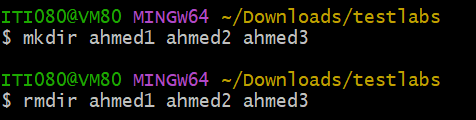 ITI080@VM80 MINGW64 ~/Downloads/testlabs
$ mkdir ahmed1 ahmed2 ahmed3
ITI080@VM80 MINGW64 ~/Downloads/testlabs
$ rmdir ahmed1 ahmed2 ahmed3